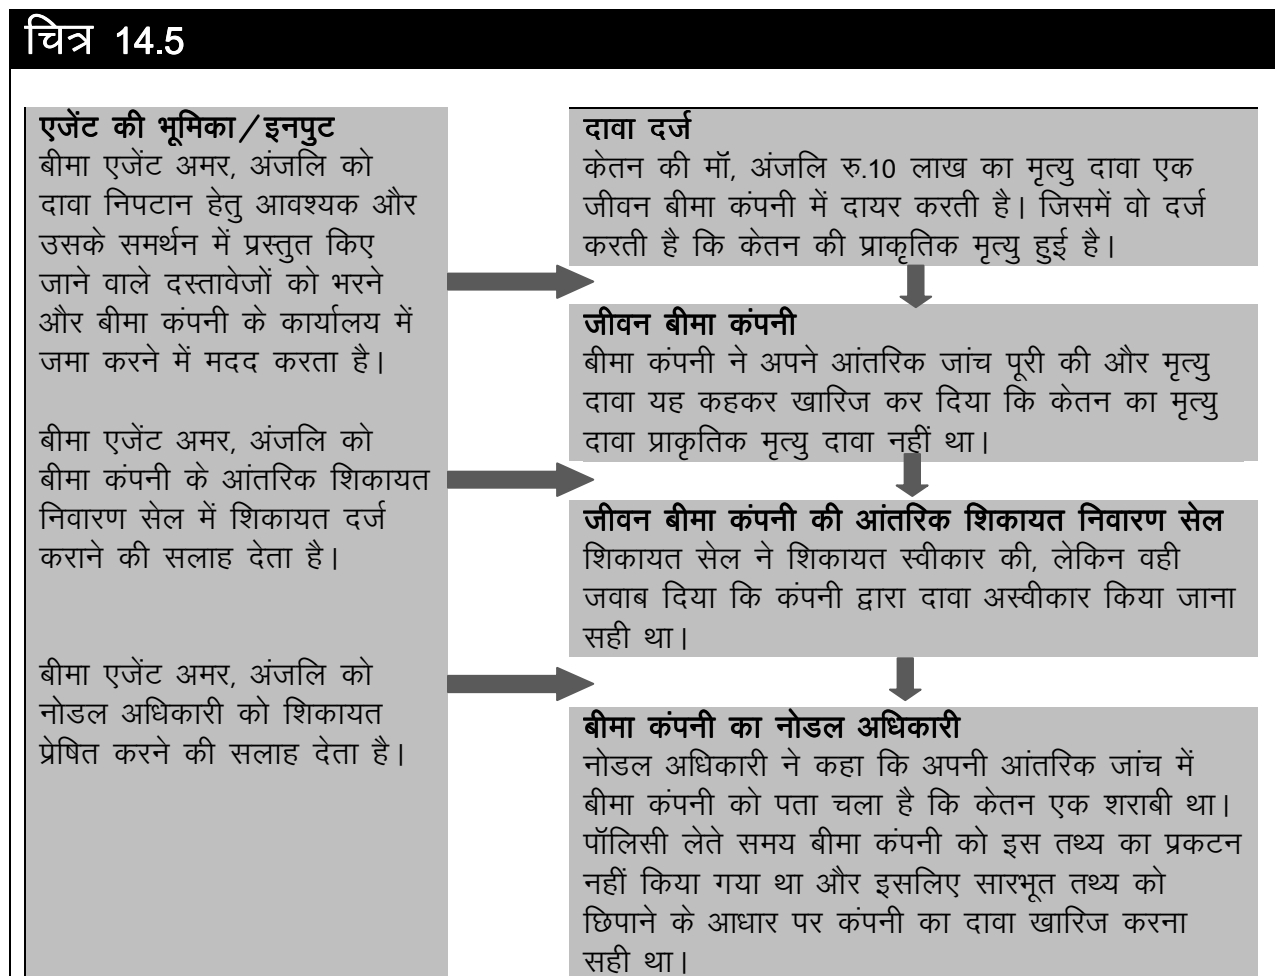 चित्र 14.5
एजेंट की भूमिका/इनपुट
बीमा एजेंट अमर, अंजलि को
दावा निपटान हेतु आवश्यक और
उसके समर्थन में प्रस्तुत किए
जाने वाले दस्तावेजों को भरने
और बीमा कंपनी के कार्यालय में
जमा करने में मदद करता है।
बीमा एजेंट अमर, अंजलि को
बीमा कंपनी के आंतरिक शिकायत
निवारण सेल में शिकायत दर्ज
कराने की सलाह देता है।
बीमा एजेंट अमर, अंजलि को
नोडल अधिकारी को शिकायत
प्रेषित करने की सलाह देता है।
दावा दर्ज
केतन की मॉ, अंजलि रु.10 लाख का मृत्यु दावा एक
जीवन बीमा कंपनी में दायर करती है। जिसमें वो दर्ज
करती है कि केतन की प्राकृतिक मृत्यु हुई है।
जीवन बीमा कंपनी
बीमा कंपनी ने अपने आंतरिक जांच पूरी की और मृत्यु
दावा यह कहकर खारिज कर दिया कि केतन का मृत्यु
दावा प्राकृतिक मृत्यु दावा नहीं था।
जीवन बीमा कंपनी की आंतरिक शिकायत निवारण सेल
शिकायत सेल ने शिकायत स्वीकार की, लेकिन वही
जवाब दिया कि कंपनी द्वारा दावा अस्वीकार किया जाना
सही था।
बीमा कंपनी का नोडल अधिकारी
नोडल अधिकारी ने कहा कि अपनी आंतरिक जांच में
बीमा कंपनी को पता चला है कि केतन एक शराबी था।
पॉलिसी लेते समय बीमा कंपनी को इस तथ्य का प्रकटन
नहीं किया गया था और इसलिए सारभूत तथ्य को
छिपाने के आधार पर कंपनी का दावा खारिज करना
सही था।